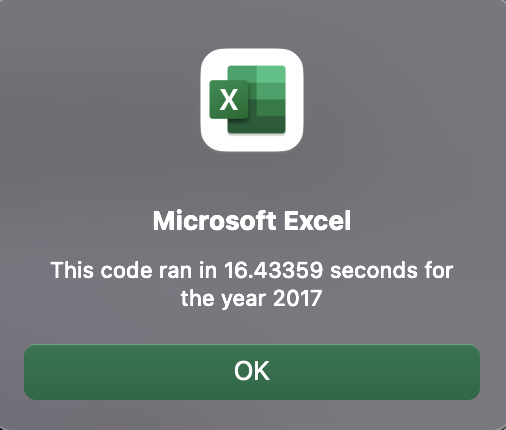 X
Microsoft Excel
This code ran in 16.43359 seconds for
the year 2017
OK